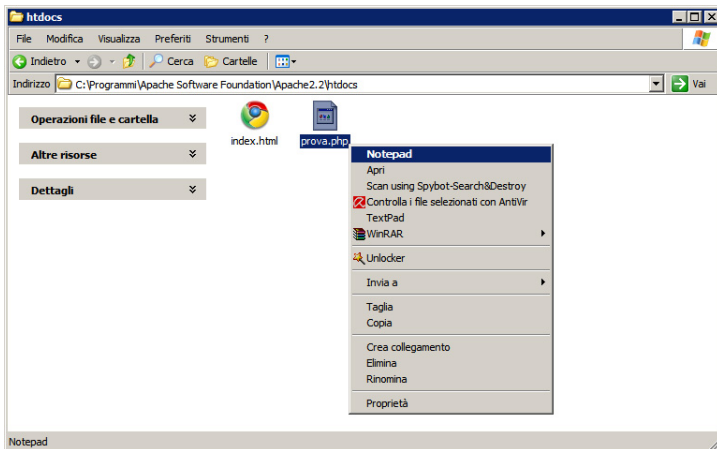 htdocs
File Modifica Visualizza Preferiti Strumenti ?
Indietro Cerca Cartelle
Indirizzo C:\Programmi\Apache Software Foundation\Apache2.2\htdocs Vai
Operazioni file e cartella
Altre risorse
Dettagli
index.html
prova.php
Notepad
Apri
Scan using Spybot-Search&Destroy
Controlla i file selezionati con AntiVir
TextPad
WinRAR
Unlocker
Invia a
Taglia
Copia
Crea collegamento
Elimina
Rinomina
Proprietà
Notepad